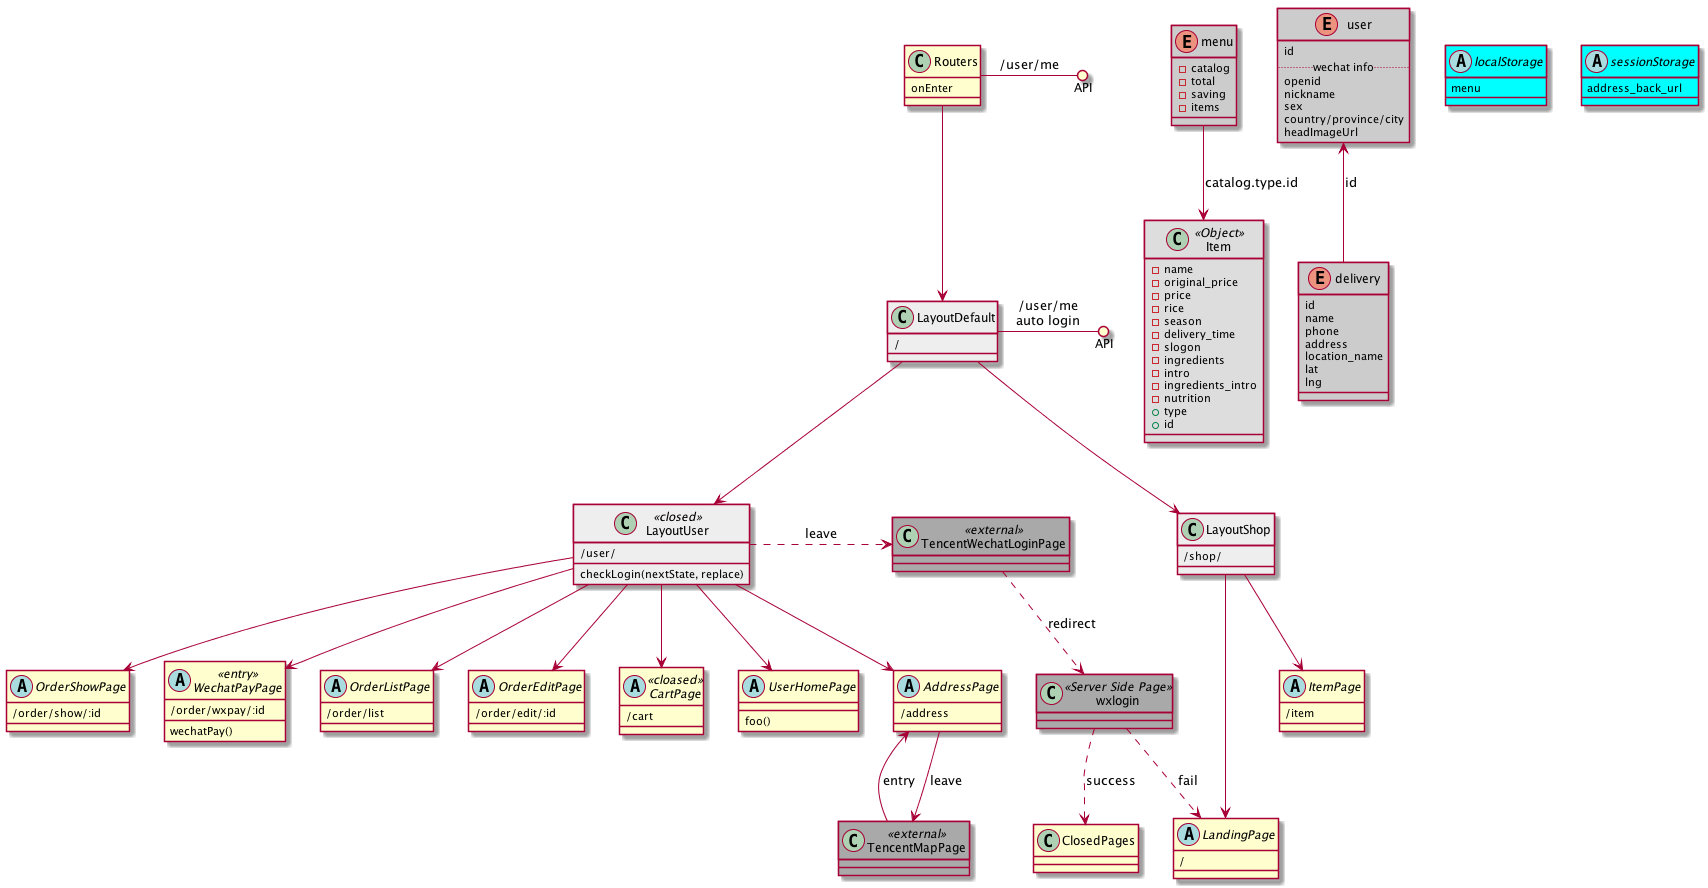 C Routers
onEnter
/user/me
API
E menu
catalog
total
saving
items
E user
id
wechat info
openid
nickname
sex
country/province/city
headImageUrl
A localStorage
menu
A sessionStorage
address_back_url
catalog.type.id
id
C «Object»
Item
name
original_price
price
rice
season
delivery_time
slogon
ingredients
intro
ingredients_intro
nutrition
type
id
E delivery
id
name
phone
address
location_name
lat
lng
C LayoutDefault
/
/user/me
auto login
API
C «closed»
LayoutUser
/user/
checkLogin(nextState, replace)
leave
C «external»
TencentWechatLoginPage
C LayoutShop
/shop/
redirect
A OrderShowPage
/order/show/:id
A «entry»
WechatPayPage
/order/wxpay/:id
wechatPay()
A OrderListPage
/order/list
A OrderEditPage
/order/edit/:id
A «cloased»
CartPage
/cart
A UserHomePage
foo()
A AddressPage
/address
C «Server Side Page»
wxlogin
A ItemPage
/item
entry
leave
success
fail
C «external»
TencentMapPage
C ClosedPages
A LandingPage
/